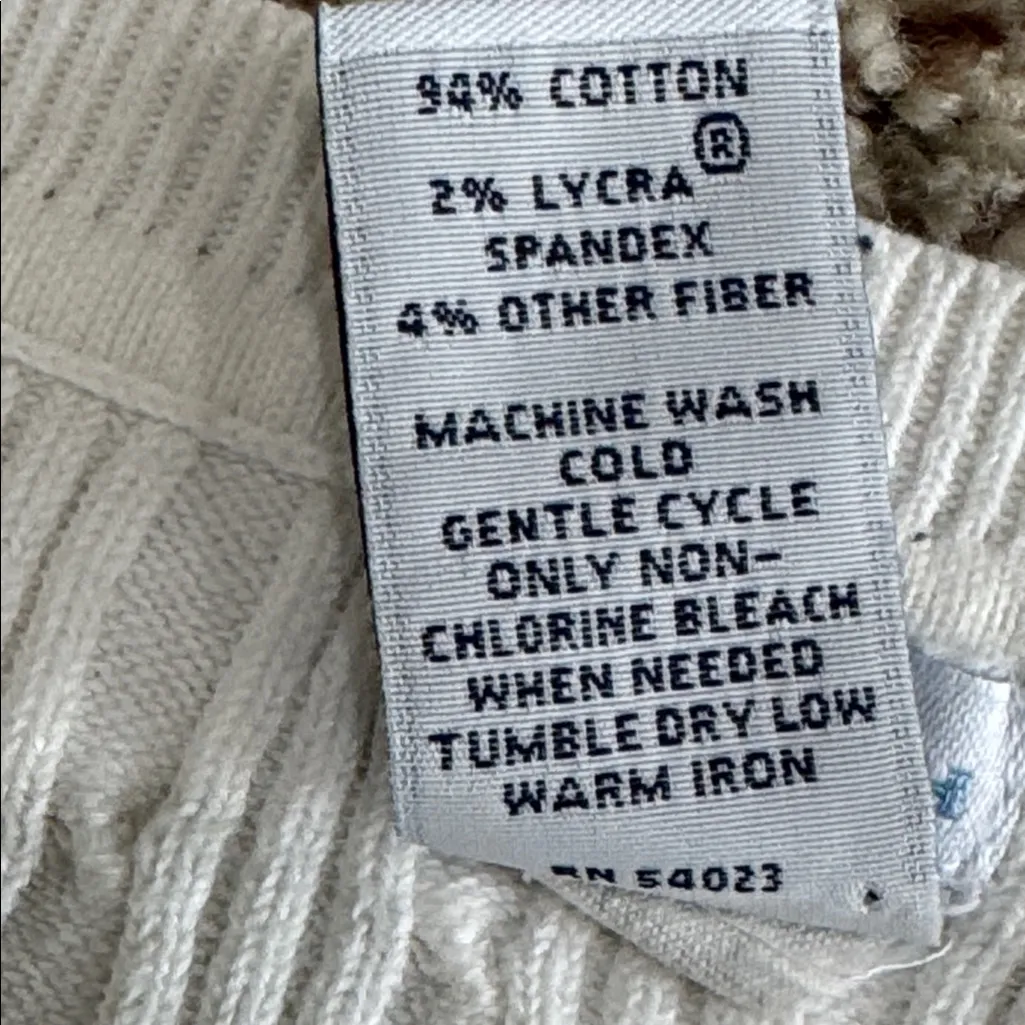 94% COTTON
2% LYCRA®
SPANDEX
4% OTHER FIBER
MACHINE WASH
COLD
GENTLE CYCLE
ONLY NON-
CHLORINE BLEACH
WHEN NEEDED
TUMBLE DRY LOW
WARM IRON
RN 54023